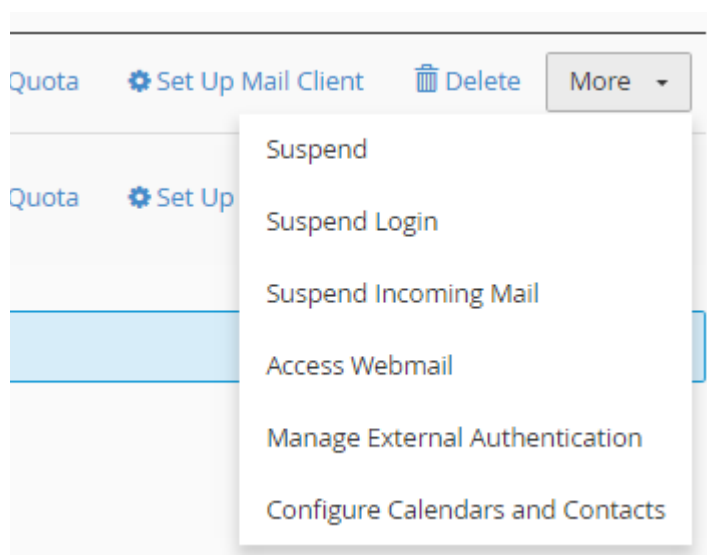 Quota Set Up Mail Client Delete More
Suspend
Quota Set Up
Suspend Login
Suspend Incoming Mail
Access Webmail
Manage External Authentication
Configure Calendars and Contacts